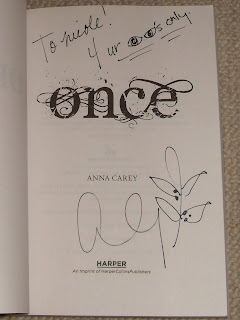 To Nicole!
4 ur 👁👁's only
once
ANNA CAREY
HARPER
An Imprint of HarperCollinsPublishers